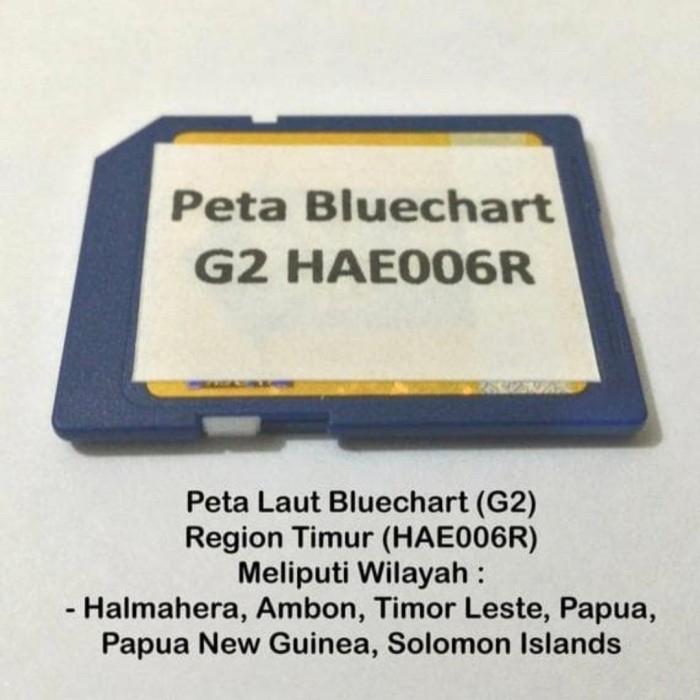 Peta Bluechart
G2 HAE006R
Peta Laut Bluechart (G2)
Region Timur (HAE006R)
Meliputi Wilayah :
- Halmahera, Ambon, Timor Leste, Papua,
Papua New Guinea, Solomon Islands